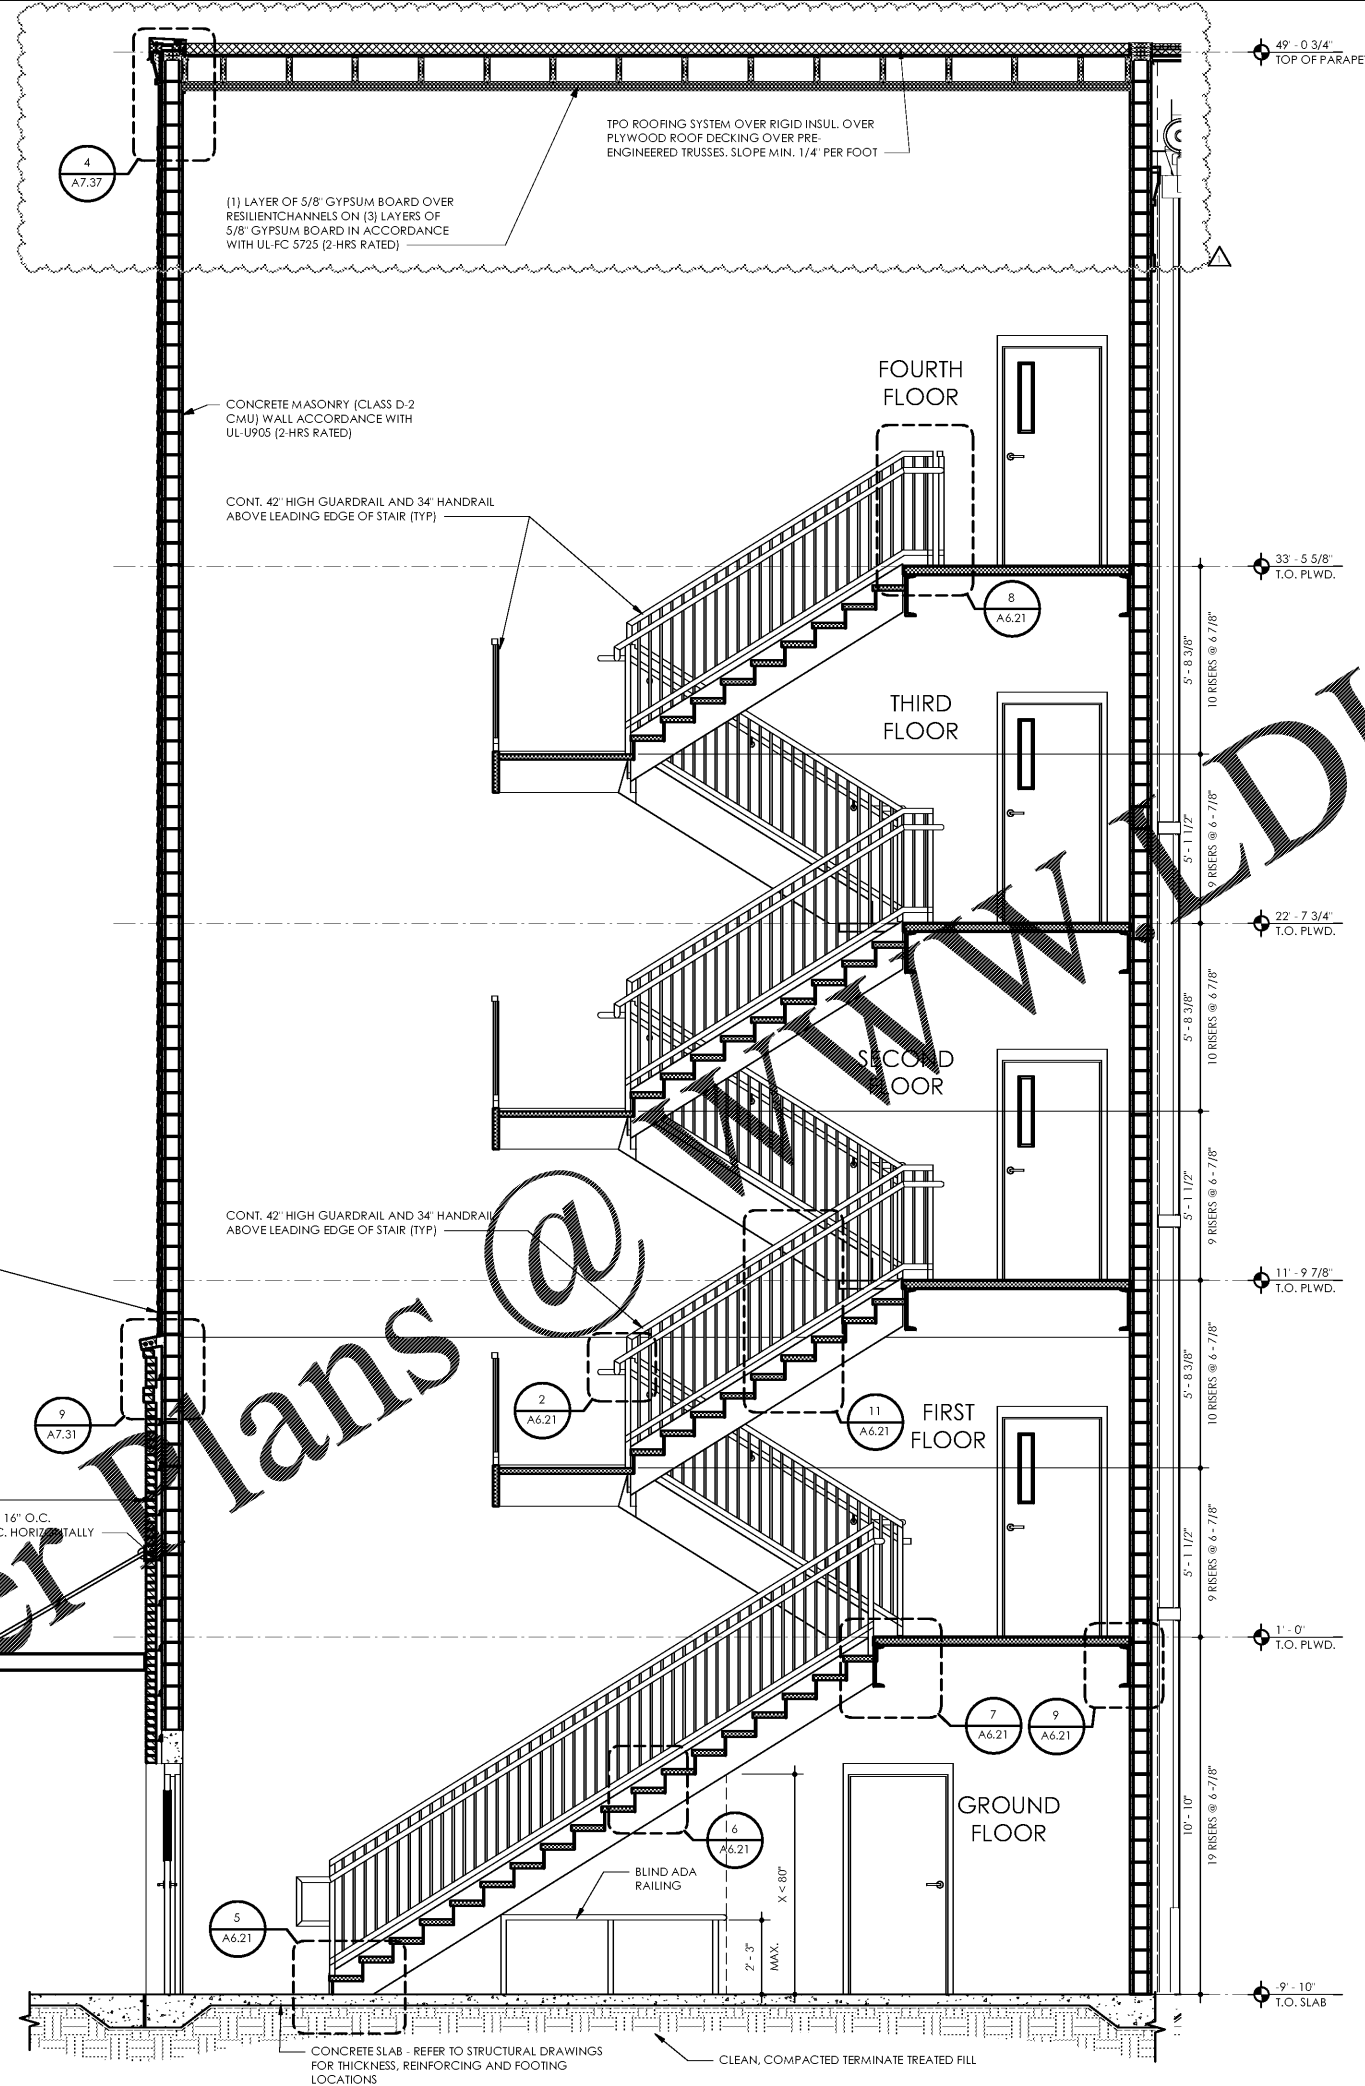 49' - 0 3/4"
TOP OF PARAPE
TPO ROOFING SYSTEM OVER RIGID INSUL. OVER
PLYWOOD ROOF DECKING OVER PRE-
ENGINEERED TRUSSES. SLOPE MIN. 1/4" PER FOOT
4
A7.37
(1) LAYER OF 5/8" GYPSUM BOARD OVER
RESILIENTCHANNELS ON (3) LAYERS OF
5/8" GYPSUM BOARD IN ACCORDANCE
WITH UL-FC 5725 (2-HRS RATED)
1
FOURTH
FLOOR
CONCRETE MASONRY (CLASS D-2
CMU) WALL ACCORDANCE WITH
UL-U905 (2-HRS RATED)
CONT. 42" HIGH GUARDRAIL AND 34" HANDRAIL
ABOVE LEADING EDGE OF STAIR (TYP)
33' - 5 5/8"
T.O. PLWD.
8
A6.21
5' - 8 3/8"
10 RISERS @ 6 7/8"
THIRD
FLOOR
5' - 1 1/2"
9 RISERS @ 6 - 7/8"
22' - 7 3/4"
T.O. PLWD.
5' - 8 3/8"
10 RISERS @ 6 7/8"
SECOND
FLOOR
5' - 1 1/2"
9 RISERS @ 6 - 7/8"
CONT. 42" HIGH GUARDRAIL AND 34" HANDRAIL
ABOVE LEADING EDGE OF STAIR (TYP)
11' - 9 7/8"
T.O. PLWD.
5' - 8 3/8"
10 RISERS @ 6 - 7/8"
9
A7.31
2
A6.21
11
A6.21
FIRST
FLOOR
16" O.C.
C. HORIZONTALLY
5' - 1 1/2"
9 RISERS @ 6 - 7/8"
er Plans @ WWW LD
1' - 0"
T.O. PLWD.
7
A6.21
9
A6.21
GROUND
FLOOR
10' - 10"
19 RISERS @ 6 -7/8"
6
A6.21
BLIND ADA
RAILING
X < 80"
2' - 3"
MAX.
5
A6.21
-9' - 10"
T.O. SLAB
CONCRETE SLAB - REFER TO STRUCTURAL DRAWINGS
FOR THICKNESS, REINFORCING AND FOOTING
LOCATIONS
CLEAN, COMPACTED TERMINATE TREATED FILL